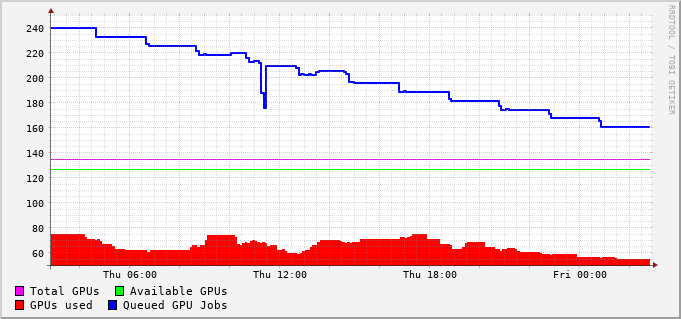 240
220
200
180
160
140
120
100
80
60
Thu 06:00 Thu 12:00 Thu 18:00 Fri 00:00
Total GPUs Available GPUs
GPUs used Queued GPU Jobs
RRDTOOL / TOBI OETIKER